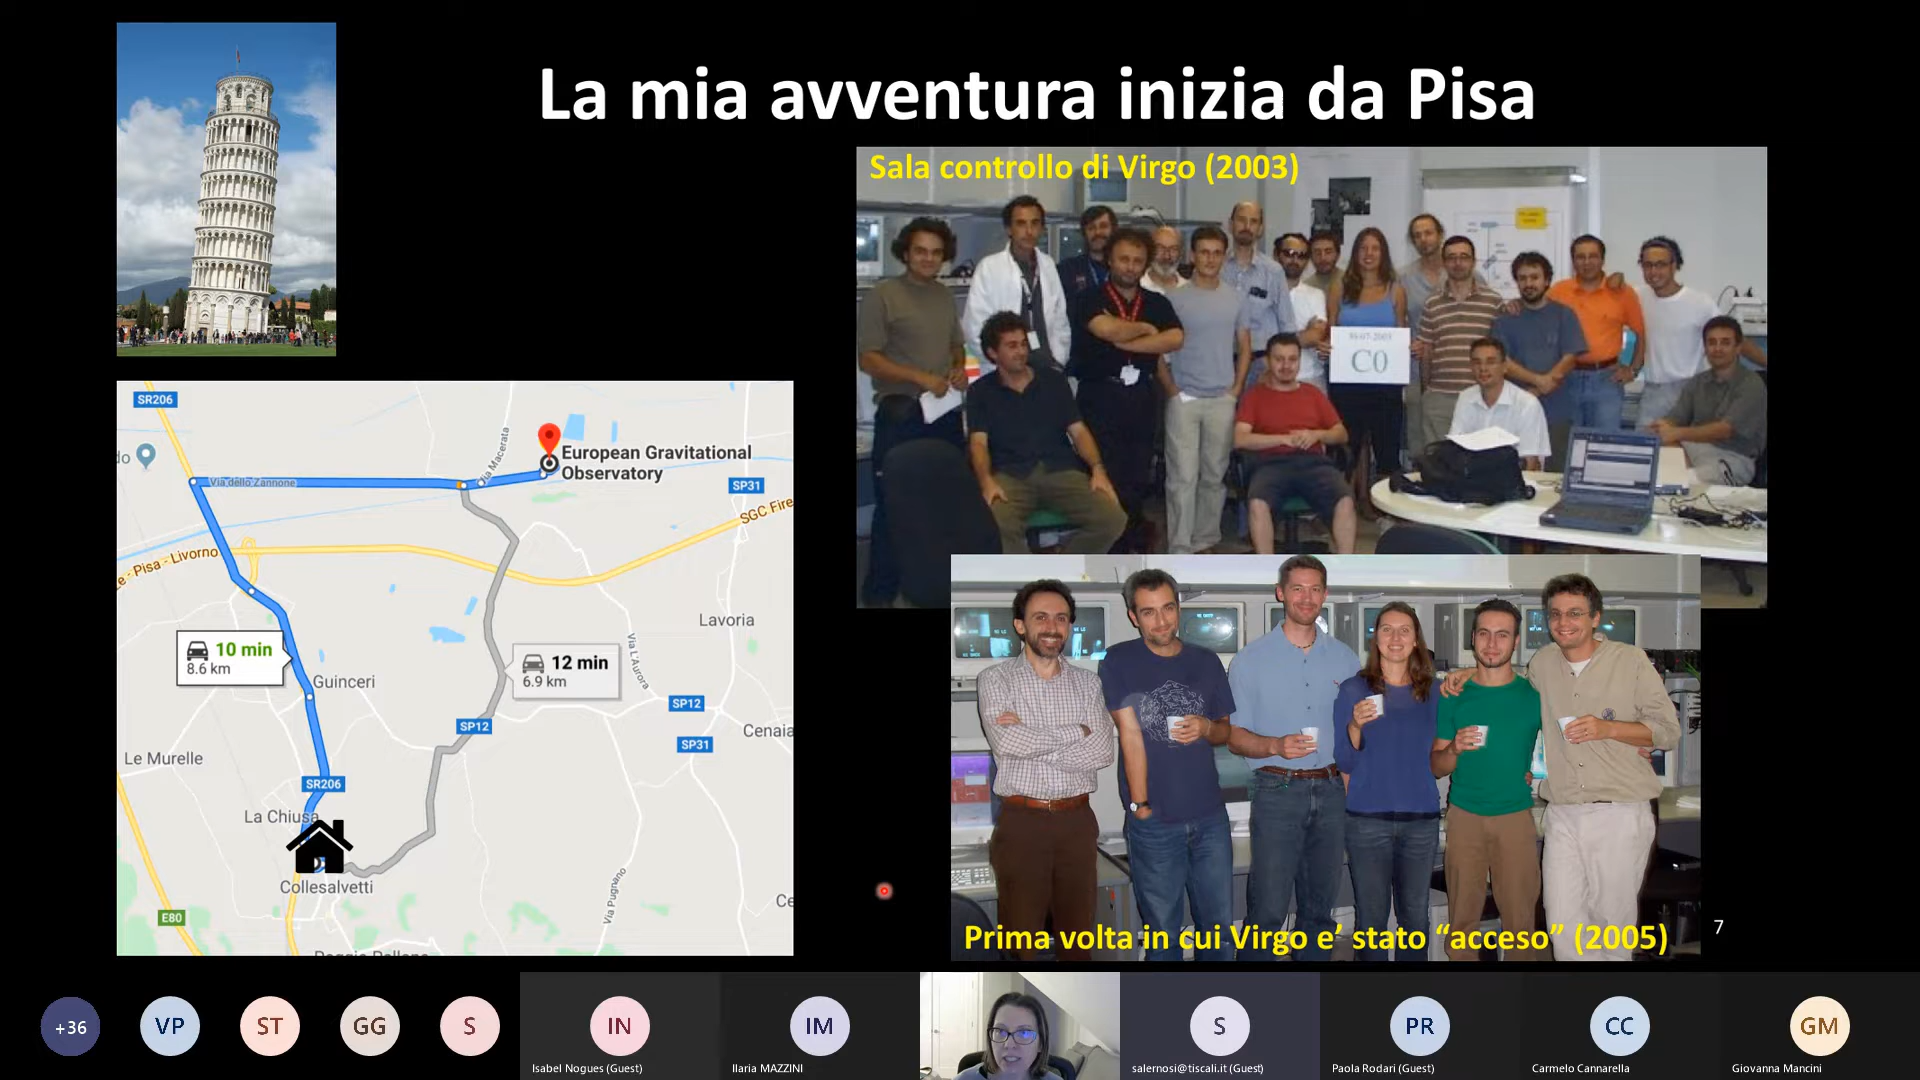 La mia avventura inizia da Pisa
Sala controllo di Virgo (2003)
C0
SR206
do
European Gravitational
Observatory
Via Macerata
Via dello Zannone
SP31
SGC Fire
e - Pisa - Livorno
Lavoria
10 min
8.6 km
12 min
6.9 km
Via L'Aurora
Guinceri
SP12
SP12
SP31
Cenaia
Le Murelle
SR206
La Chiusa
Collesalvetti
Via Pugnano
Ce
E80
Prima volta in cui Virgo e' stato “acceso” (2005)
7
+36
VP
ST
GG
S
IN
IM
S
PR
CC
GM
Isabel Nogues (Guest)
Ilaria MAZZINI
salernosi@tiscali.it (Guest)
Paola Rodari (Guest)
Carmelo Cannarella
Giovanna Mancini